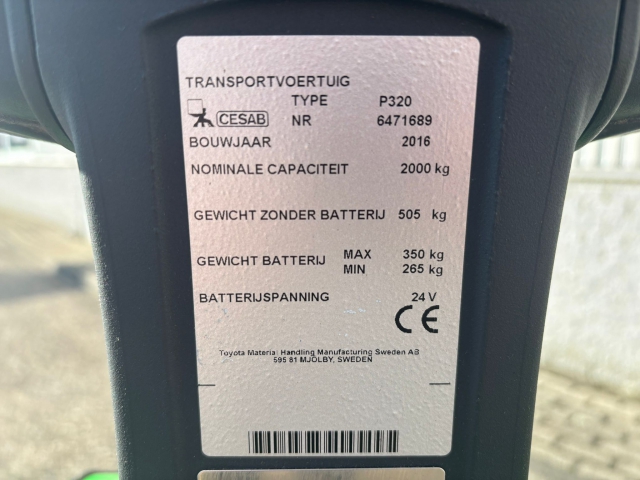 TRANSPORTVOERTUIG
TYPE P320
CESAB NR 6471689
BOUWJAAR 2016
NOMINALE CAPACITEIT 2000 kg
GEWICHT ZONDER BATTERIJ 505 kg
GEWICHT BATTERIJ MAX 350 kg
MIN 265 kg
BATTERIJSPANNING 24 V
CE
Toyota Material Handling Manufacturing Sweden AB
595 81 MJÖLBY, SWEDEN